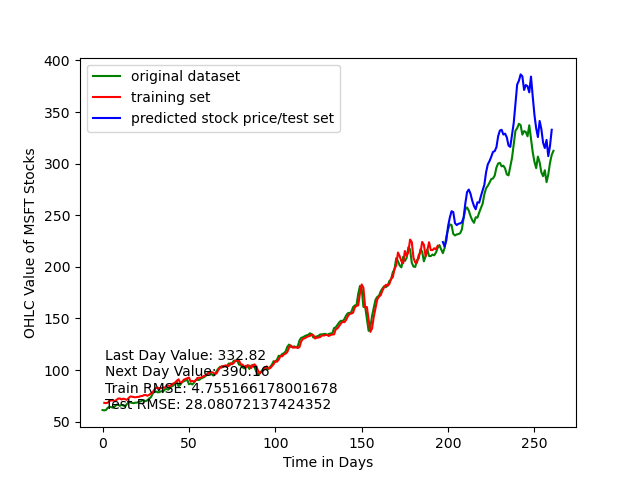 original dataset
training set
predicted stock price/test set
OHLC Value of MSFT Stocks
400
350
300
250
200
150
100
50
Last Day Value: 332.82
Next Day Value: 390.16
Train RMSE: 4.755166178001678
Test RMSE: 28.08072137424352
0 50 100 150 200 250
Time in Days